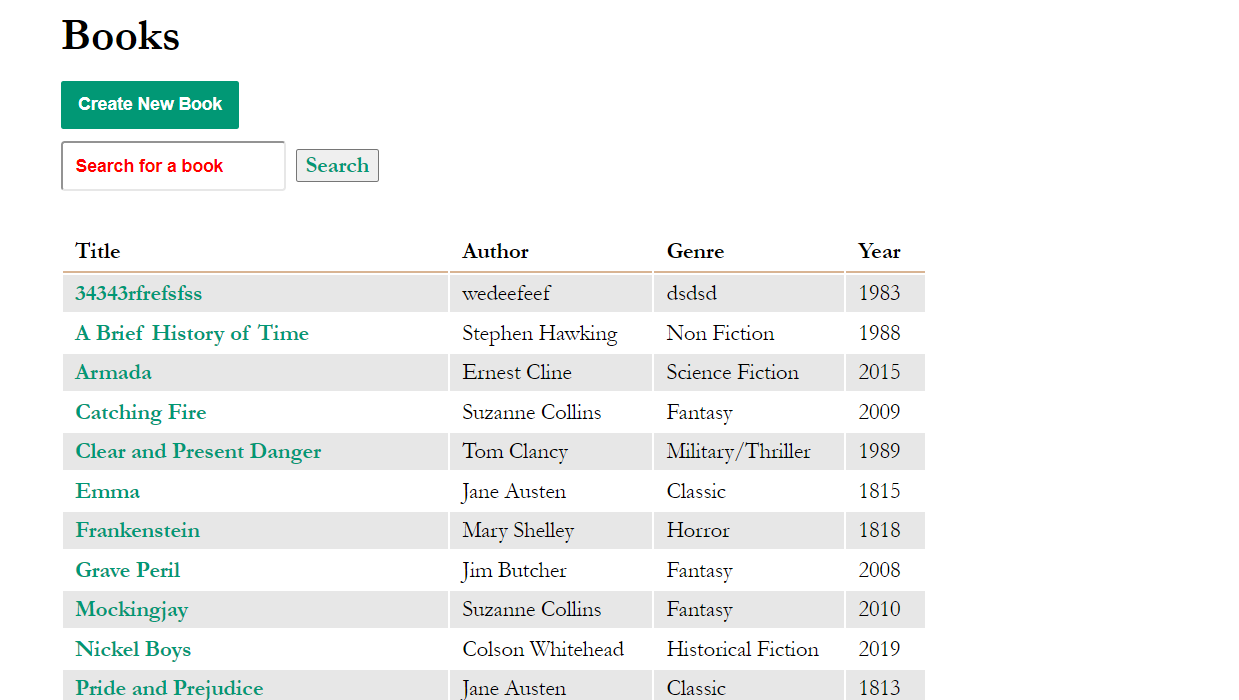 Books
Create New Book
Search for a book Search
Title Author Genre Year
34343rfrefsfss wedeefeef dsdsd 1983
A Brief History of Time Stephen Hawking Non Fiction 1988
Armada Ernest Cline Science Fiction 2015
Catching Fire Suzanne Collins Fantasy 2009
Clear and Present Danger Tom Clancy Military/Thriller 1989
Emma Jane Austen Classic 1815
Frankenstein Mary Shelley Horror 1818
Grave Peril Jim Butcher Fantasy 2008
Mockingjay Suzanne Collins Fantasy 2010
Nickel Boys Colson Whitehead Historical Fiction 2019
Pride and Prejudice Jane Austen Classic 1813